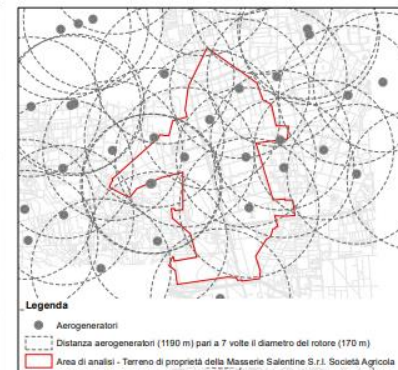 Legenda
Aerogeneratori
Distanza aerogeneratori (1190 m) pari a 7 volte il diametro del rotore (170 m)
Area di analisi - Terreno di proprietà della Masserie Salentine S.r.l. Società Agricola